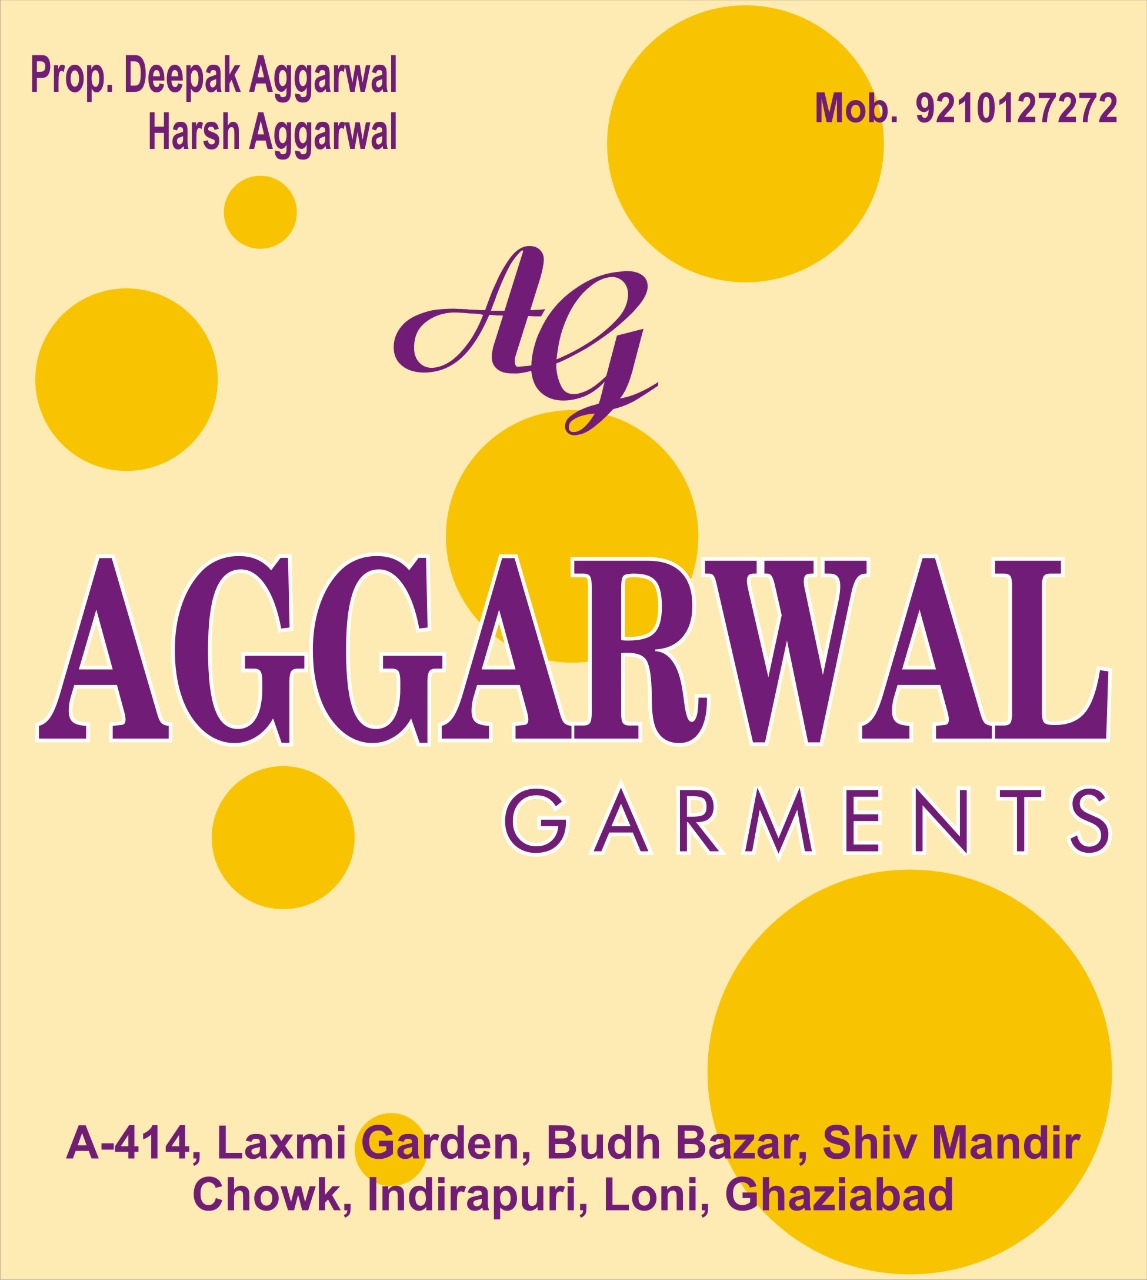 Prop. Deepak Aggarwal
Harsh Aggarwal
Mob. 9210127272
AG
AGGARWAL
GARMENTS
A-414, Laxmi Garden, Budh Bazar, Shiv Mandir
Chowk, Indirapuri, Loni, Ghaziabad